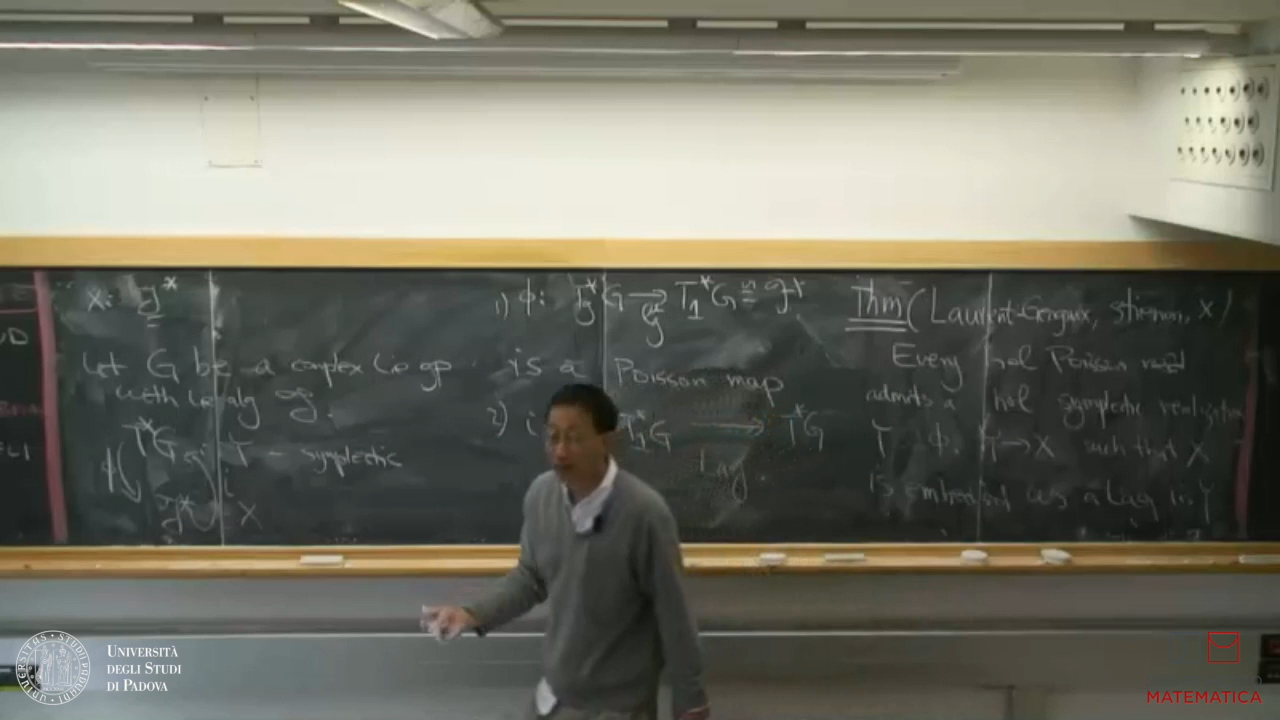 X: g*
Let G be a complex Lie gp
with Lie alg g.
T*G = Y - symplectic
g* = X
1) φ: T*G → T₁*G ≅ g*
is a Poisson map
2) i T₁*G → T*G
Lag
Thm (Laurent-Gengoux, Stienon, X)
Every hol Poisson mfd
admits a hol symplectic realization
Y φ: Y → X such that X
is embedded as a Lag in Y
UNIVERSITÀ
DEGLI STUDI
DI PADOVA
MATEMATICA